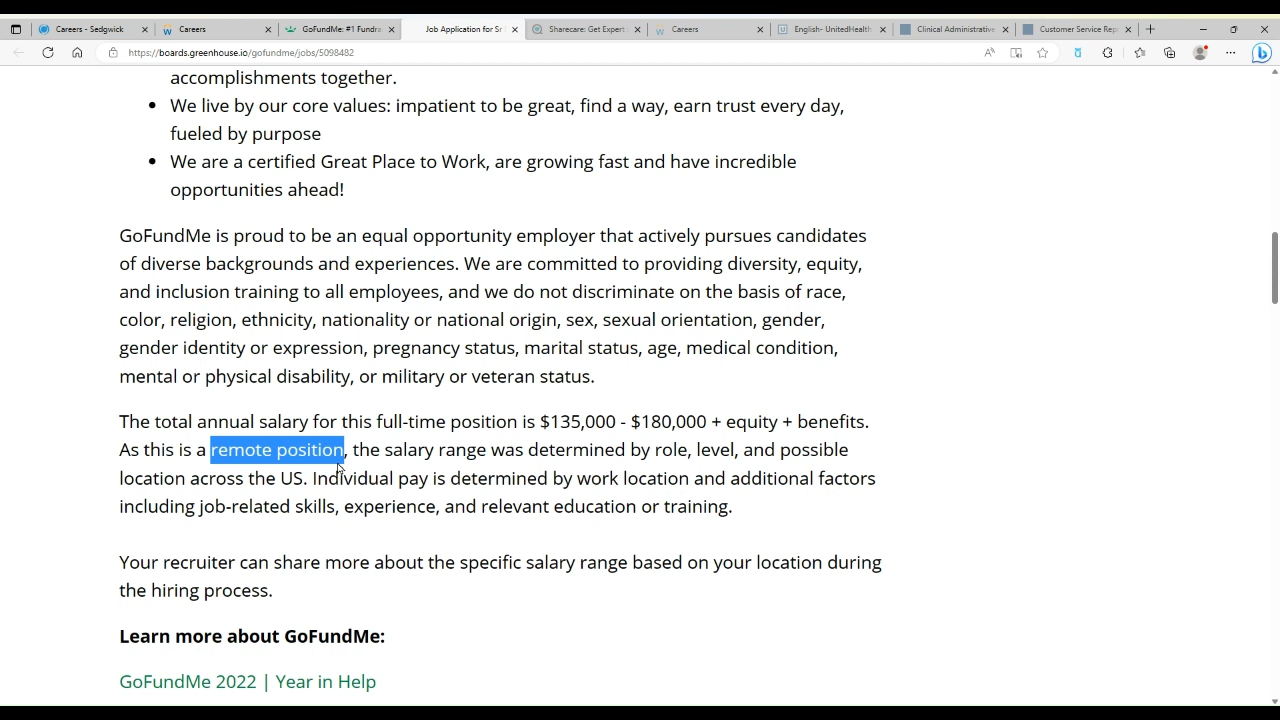 Careers - Sedgwick
Careers
GoFundMe: #1 Fundra
Job Application for Sr
Sharecare: Get Expert
Careers
English- UnitedHealth
Clinical Administrative
Customer Service Rep
https://boards.greenhouse.io/gofundme/jobs/5098482
accomplishments together.
• We live by our core values: impatient to be great, find a way, earn trust every day,
fueled by purpose
• We are a certified Great Place to Work, are growing fast and have incredible
opportunities ahead!
GoFundMe is proud to be an equal opportunity employer that actively pursues candidates
of diverse backgrounds and experiences. We are committed to providing diversity, equity,
and inclusion training to all employees, and we do not discriminate on the basis of race,
color, religion, ethnicity, nationality or national origin, sex, sexual orientation, gender,
gender identity or expression, pregnancy status, marital status, age, medical condition,
mental or physical disability, or military or veteran status.
The total annual salary for this full-time position is $135,000 - $180,000 + equity + benefits.
As this is a remote position, the salary range was determined by role, level, and possible
location across the US. Individual pay is determined by work location and additional factors
including job-related skills, experience, and relevant education or training.
Your recruiter can share more about the specific salary range based on your location during
the hiring process.
Learn more about GoFundMe:
GoFundMe 2022 | Year in Help